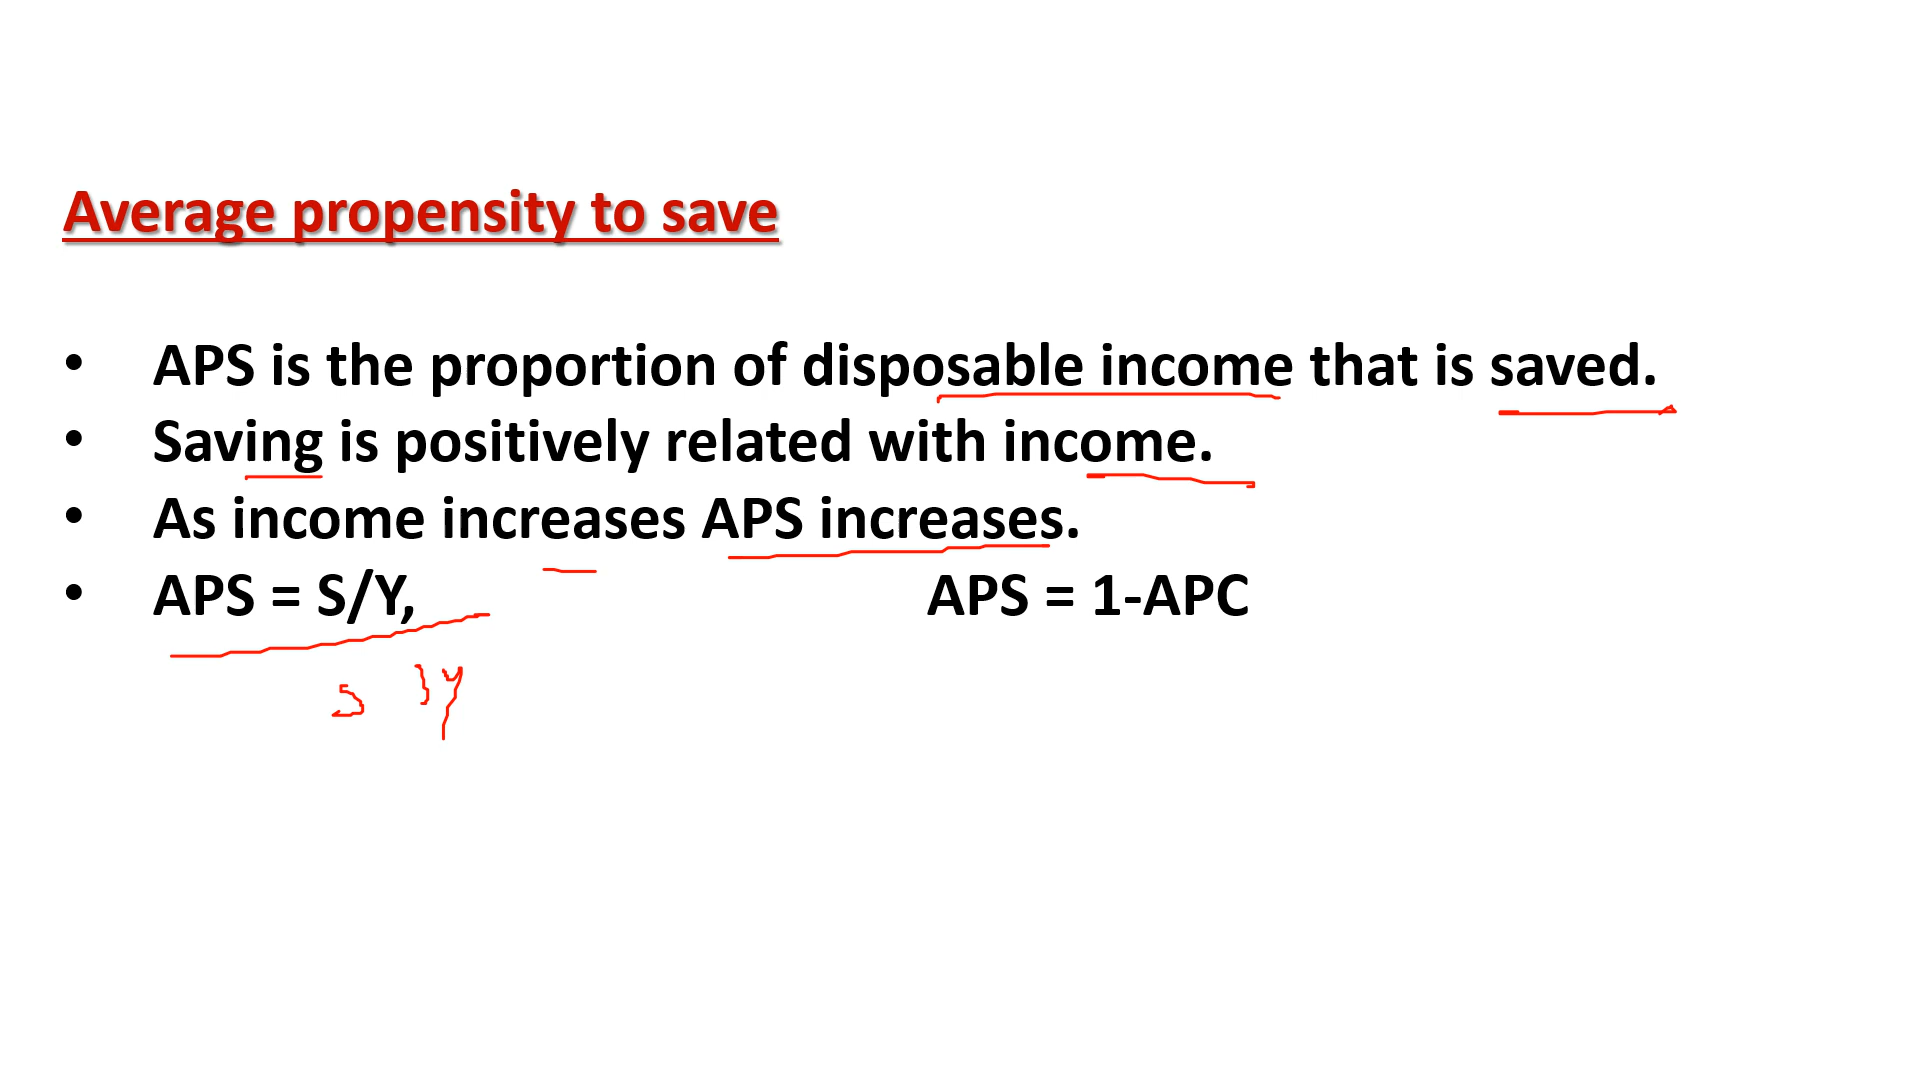 Average propensity to save
• APS is the proportion of disposable income that is saved.
• Saving is positively related with income.
• As income increases APS increases.
• APS = S/Y, APS = 1-APC
S Y